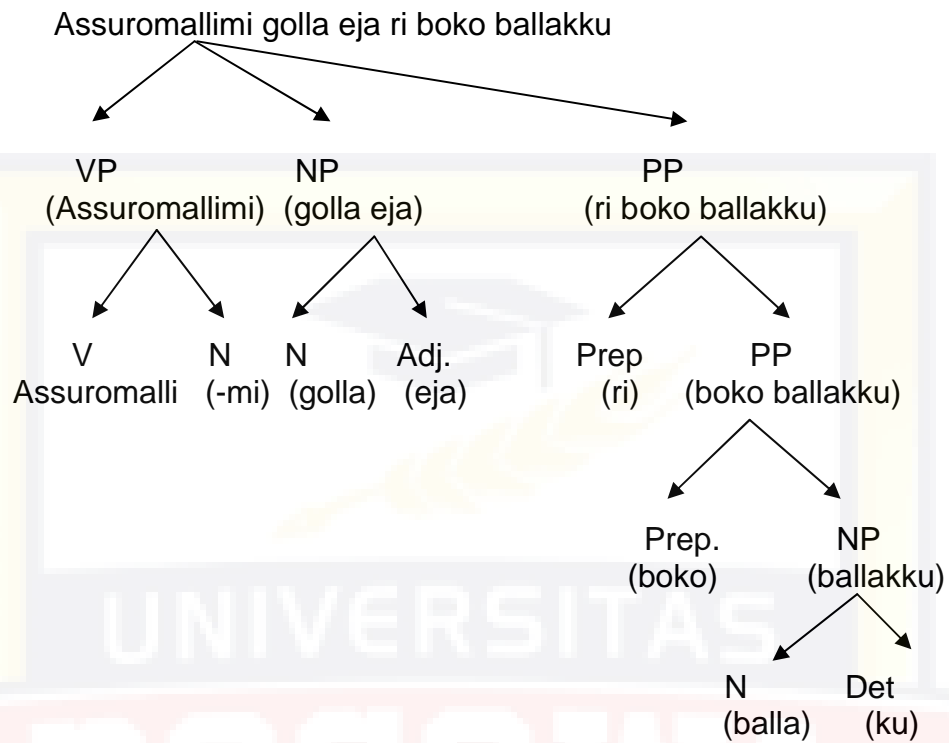 Assuromallimi golla eja ri boko ballakku
VP NP PP
(Assuromallimi) (golla eja) (ri boko ballakku)
V N N Adj. Prep PP
Assuromalli (-mi) (golla) (eja) (ri) (boko ballakku)
Prep. NP
(boko) (ballakku)
UNIVERSITAS
N Det
(balla) (ku)